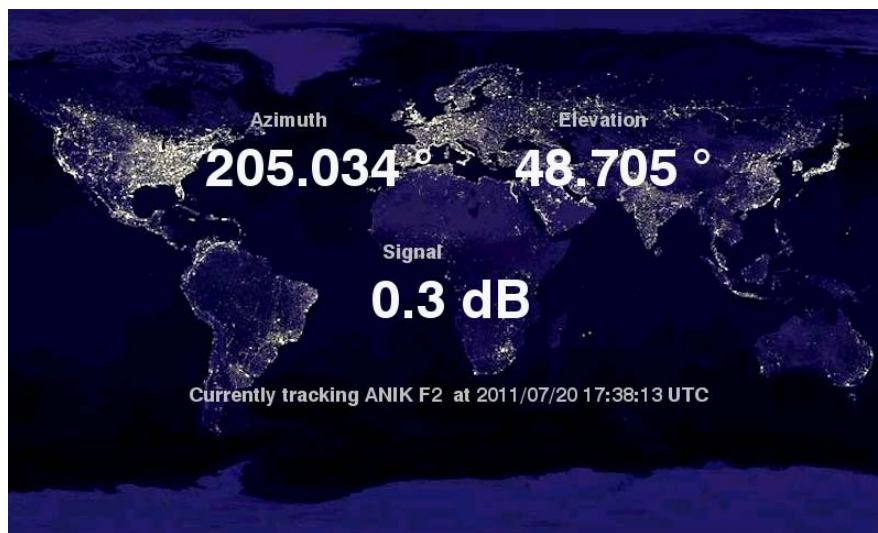 Azimuth Elevation
205.034 ° 48.705 °
Signal
0.3 dB
Currently tracking ANIK F2 at 2011/07/20 17:38:13 UTC